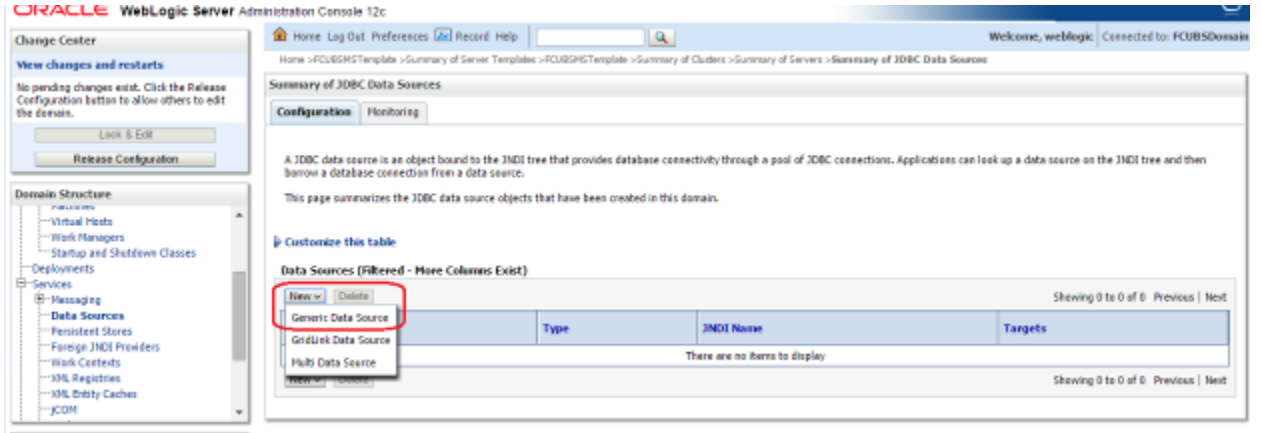 ORACLE WebLogic Server Administration Console 12c
Change Center
View changes and restarts
No pending changes exist. Click the Release
Configuration button to allow others to edit
the domain.
Lock & Edit
Release Configuration
Domain Structure
Machines
Virtual Hosts
Work Managers
Startup and Shutdown Classes
Deployments
Services
Messaging
Data Sources
Persistent Stores
Foreign JNDI Providers
Work Contexts
XML Registries
XML Entity Caches
jCOM
Home Log Out Preferences Record Help
Welcome, weblogic Connected to: FCUBSDomain
Home >FCUBSMSTemplate >Summary of Server Templates >FCUBSMSTemplate >Summary of Clusters >Summary of Servers >Summary of JDBC Data Sources
Summary of JDBC Data Sources
Configuration Monitoring
A JDBC data source is an object bound to the JNDI tree that provides database connectivity through a pool of JDBC connections. Applications can look up a data source on the JNDI tree and then
borrow a database connection from a data source.
This page summarizes the JDBC data source objects that have been created in this domain.
Customize this table
Data Sources (Filtered - More Columns Exist)
New Delete
Showing 0 to 0 of 0 Previous | Next
Generic Data Source
GridLink Data Source
Multi Data Source
Type JNDI Name Targets
There are no items to display
New Delete
Showing 0 to 0 of 0 Previous | Next